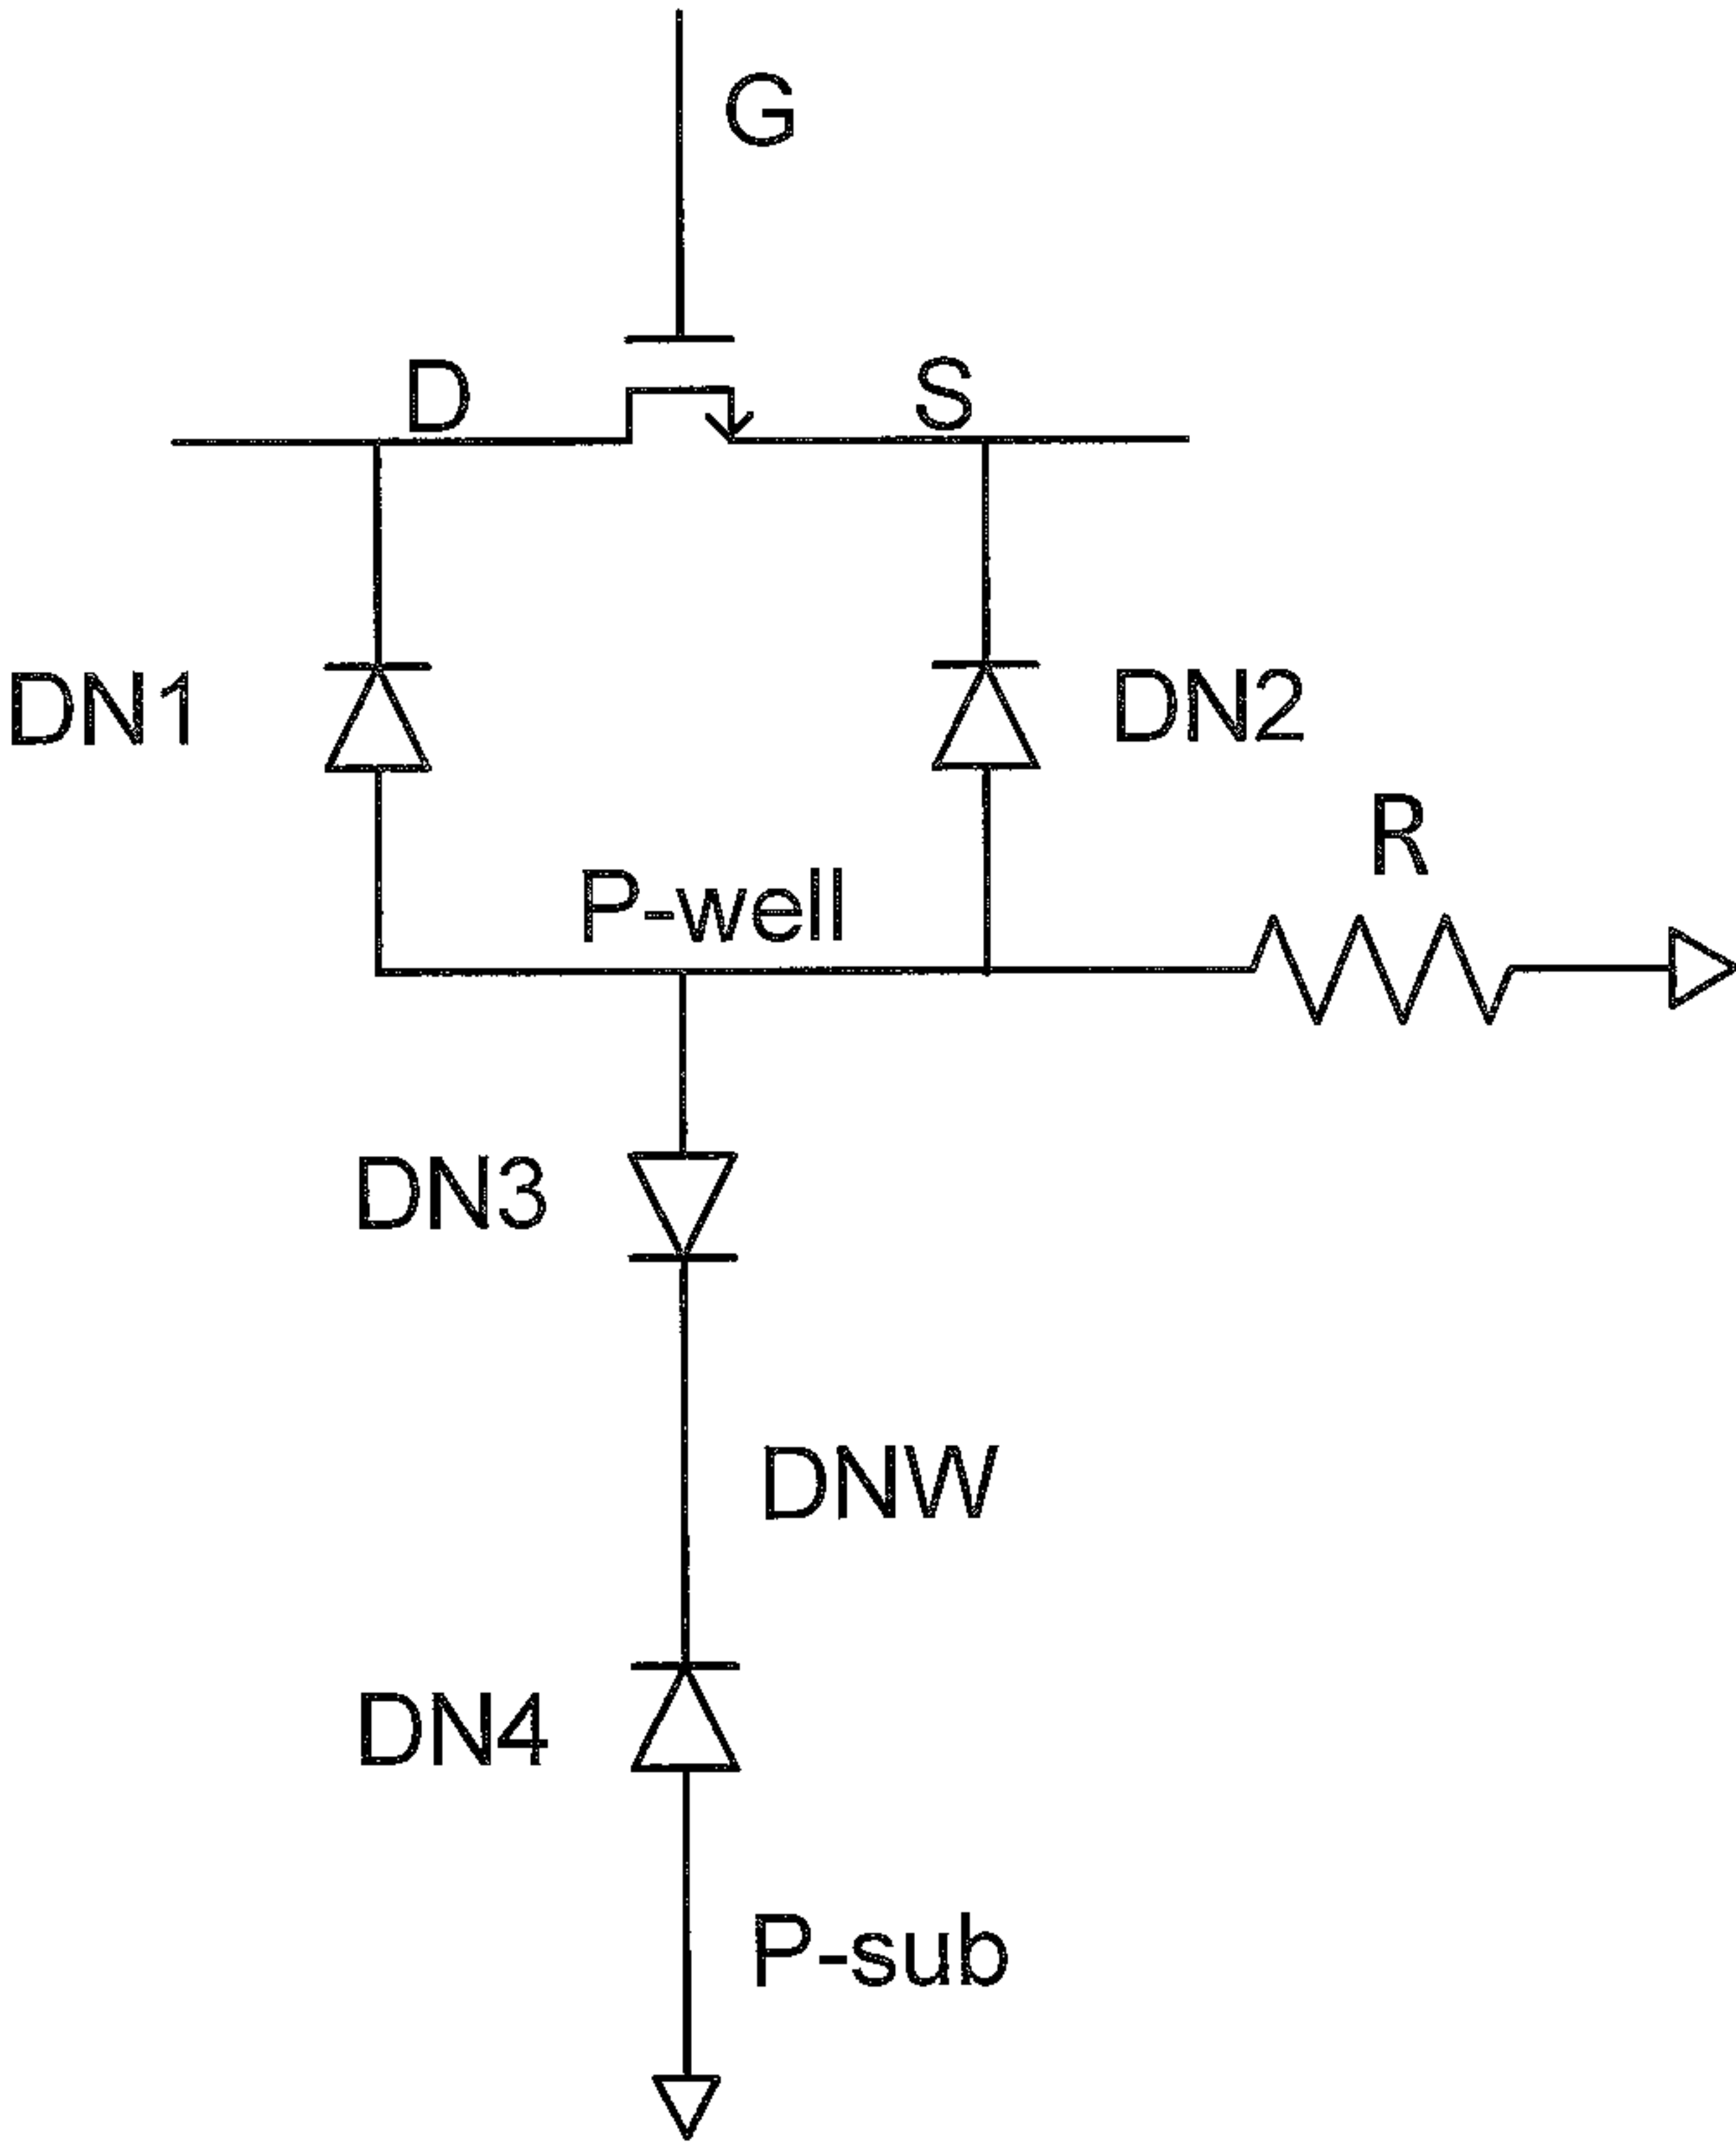 G
D
S
DN1
DN2
R
P-well
DN3
DNW
DN4
P-sub